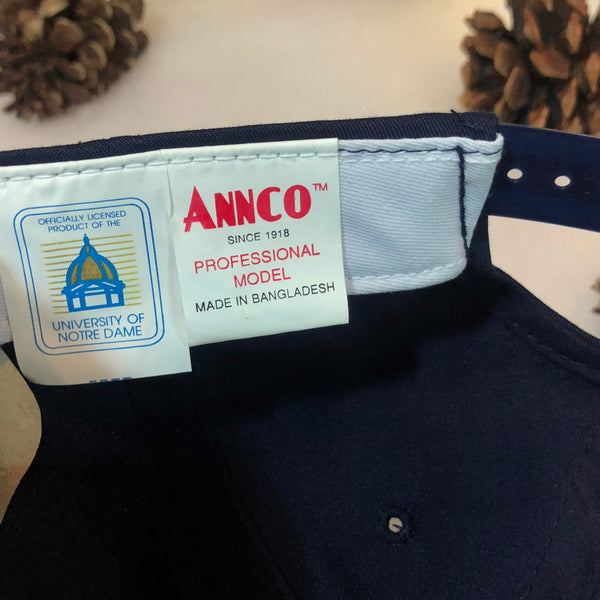 OFFICIALLY LICENSED
PRODUCT OF THE
UNIVERSITY OF
NOTRE DAME
ANNCO™
SINCE 1918
PROFESSIONAL
MODEL
MADE IN BANGLADESH